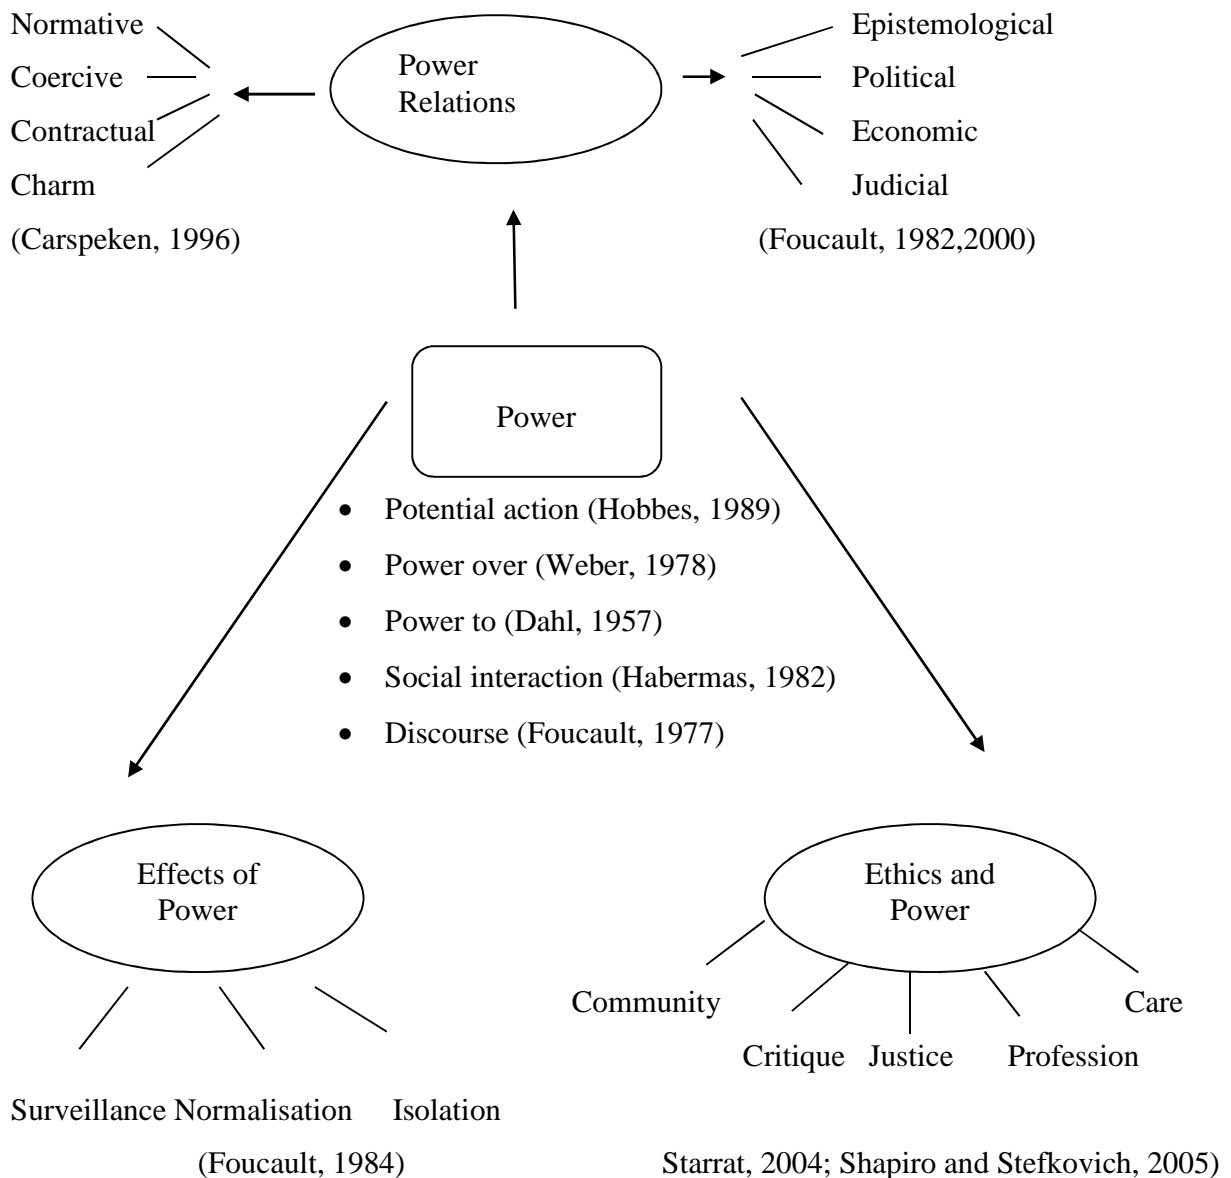 Normative
Coercive
Contractual
Charm
(Carspeken, 1996)
Power
Relations
Epistemological
Political
Economic
Judicial
(Foucault, 1982,2000)
Power
• Potential action (Hobbes, 1989)
• Power over (Weber, 1978)
• Power to (Dahl, 1957)
• Social interaction (Habermas, 1982)
• Discourse (Foucault, 1977)
Effects of
Power
Surveillance Normalisation Isolation
(Foucault, 1984)
Ethics and
Power
Community
Care
Critique Justice Profession
Starrat, 2004; Shapiro and Stefkovich, 2005)